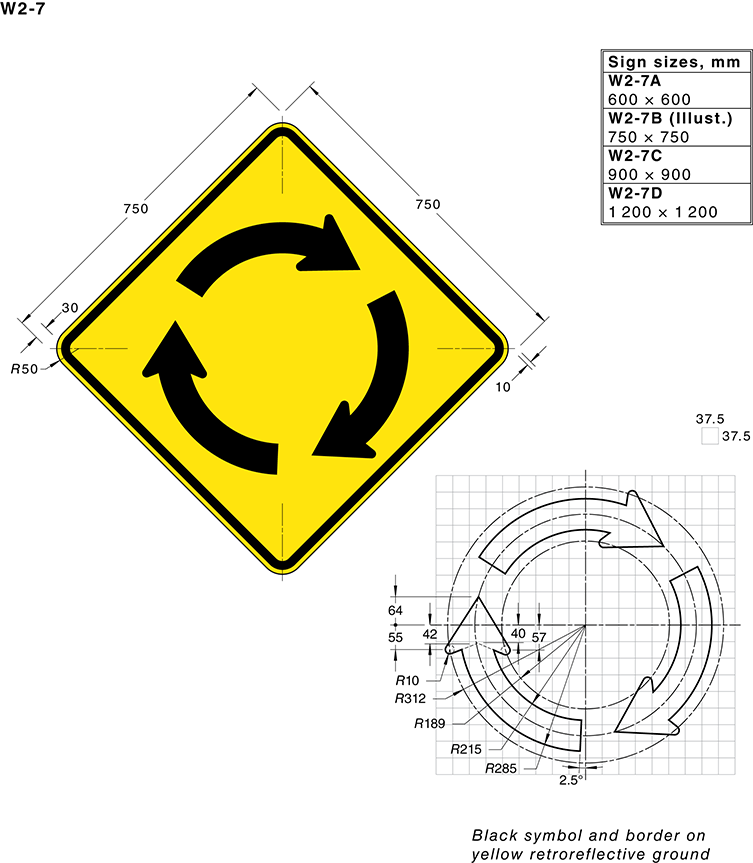 W2-7
Sign sizes, mm
W2-7A
600 × 600
W2-7B (Illust.)
750 × 750
W2-7C
900 × 900
W2-7D
1 200 × 1 200
750
750
30
R50
10
37.5
37.5
64
55
42
40
57
R10
R312
R189
R215
R285
2.5°
Black symbol and border on
yellow retroreflective ground